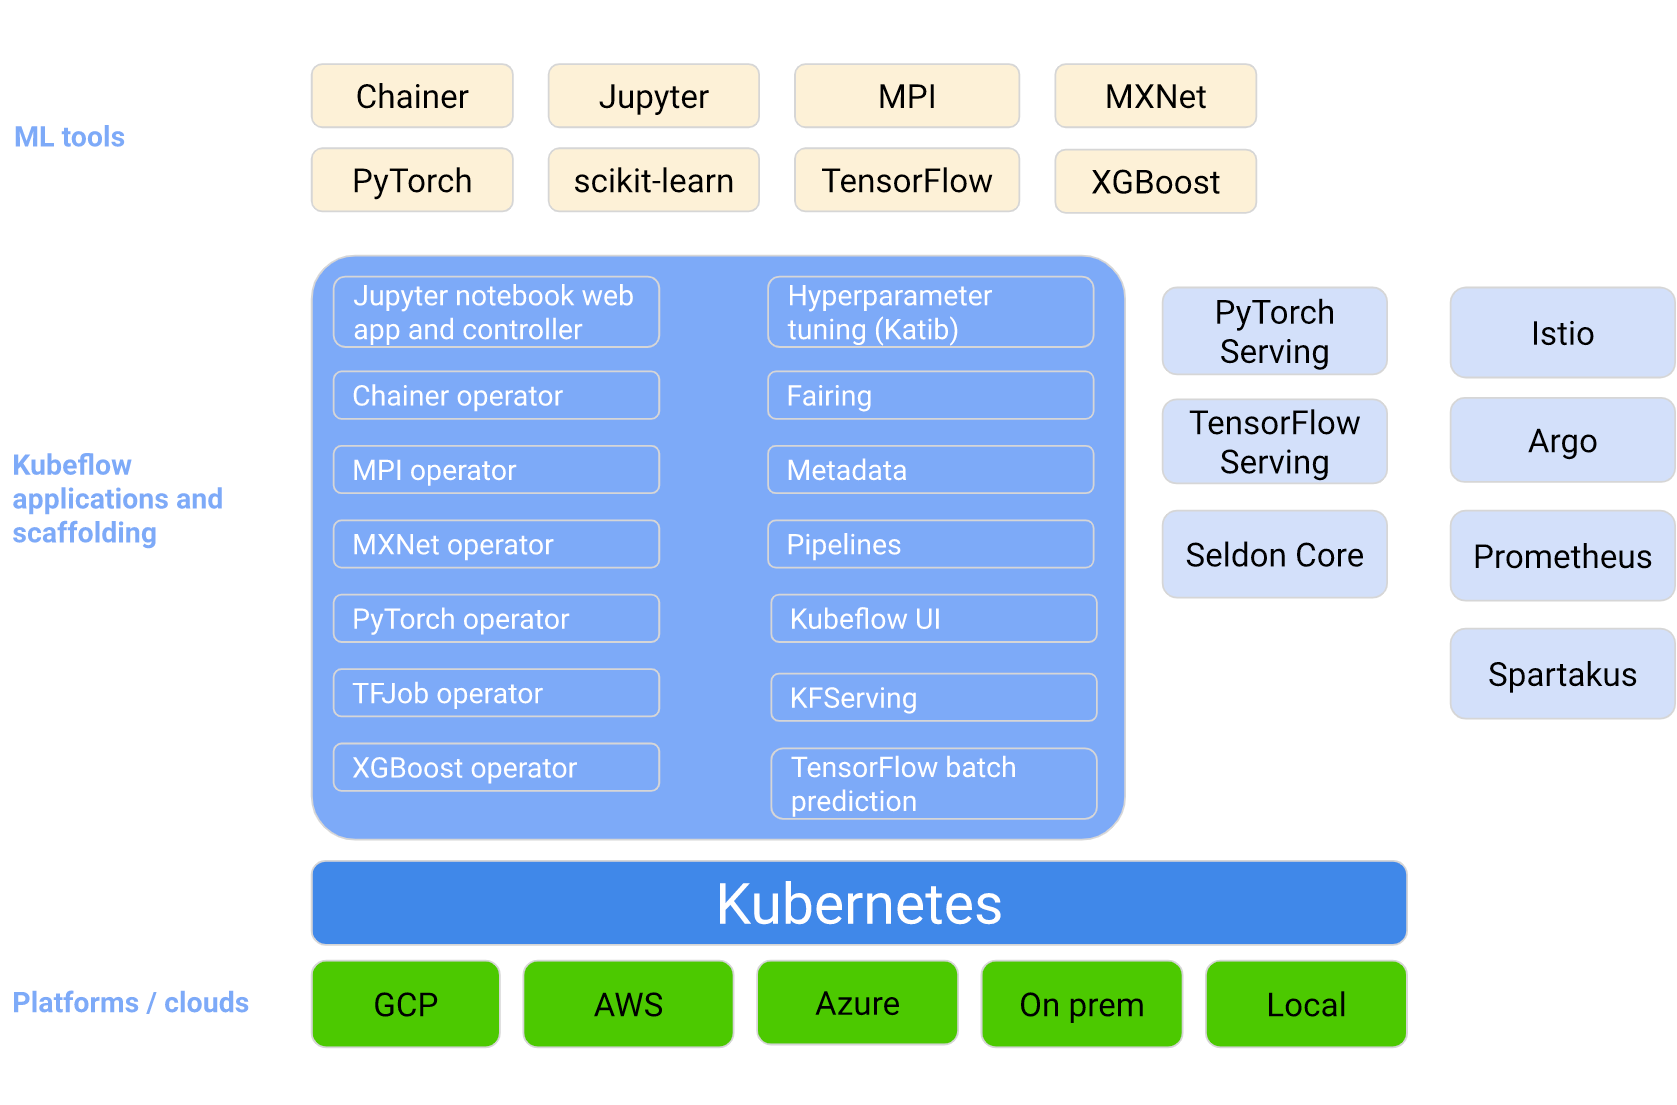 ML tools
Chainer
Jupyter
MPI
MXNet
PyTorch
scikit-learn
TensorFlow
XGBoost
Kubeflow
applications and
scaffolding
Jupyter notebook web
app and controller
Chainer operator
MPI operator
MXNet operator
PyTorch operator
TFJob operator
XGBoost operator
Hyperparameter
tuning (Katib)
Fairing
Metadata
Pipelines
Kubeflow UI
KFServing
TensorFlow batch
prediction
PyTorch
Serving
TensorFlow
Serving
Seldon Core
Istio
Argo
Prometheus
Spartakus
Kubernetes
Platforms / clouds
GCP
AWS
Azure
On prem
Local